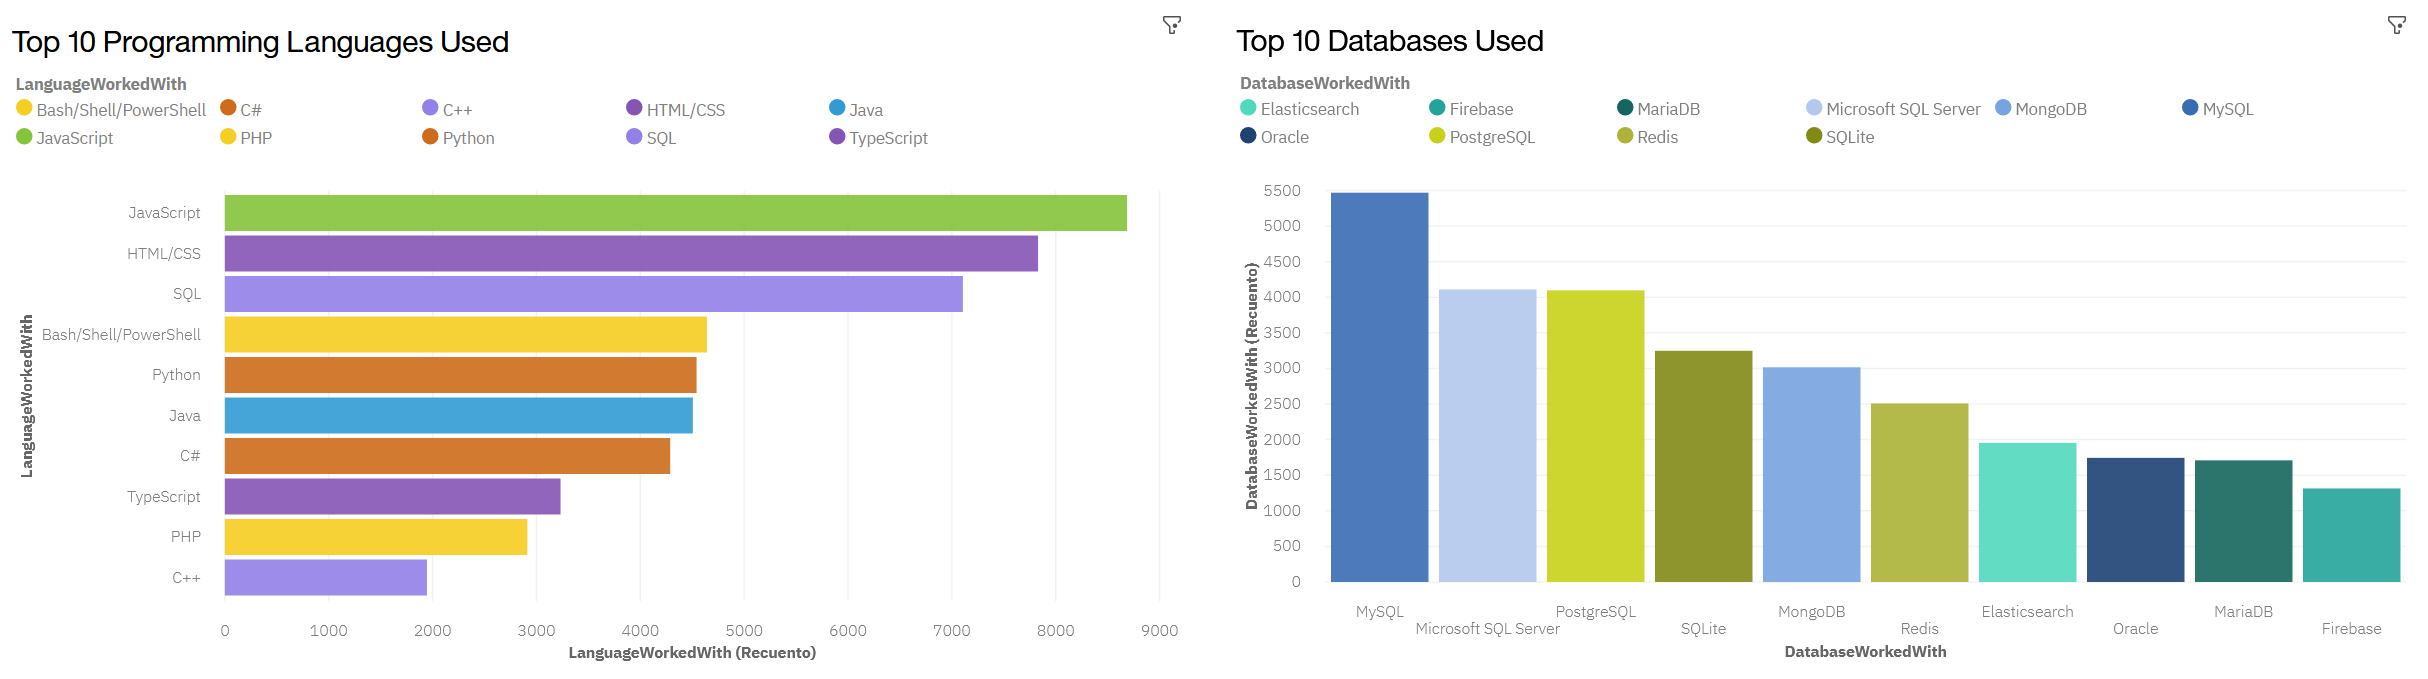 Top 10 Programming Languages Used
LanguageWorkedWith
Bash/Shell/PowerShell C# C++ HTML/CSS Java
JavaScript PHP Python SQL TypeScript
LanguageWorkedWith
JavaScript
HTML/CSS
SQL
Bash/Shell/PowerShell
Python
Java
C#
TypeScript
PHP
C++
0 1000 2000 3000 4000 5000 6000 7000 8000 9000
LanguageWorkedWith (Recuento)
Top 10 Databases Used
DatabaseWorkedWith
Elasticsearch Firebase MariaDB Microsoft SQL Server MongoDB MySQL
Oracle PostgreSQL Redis SQLite
DatabaseWorkedWith (Recuento)
5500
5000
4500
4000
3500
3000
2500
2000
1500
1000
500
0
MySQL PostgreSQL MongoDB Elasticsearch MariaDB
Microsoft SQL Server SQLite Redis Oracle Firebase
DatabaseWorkedWith